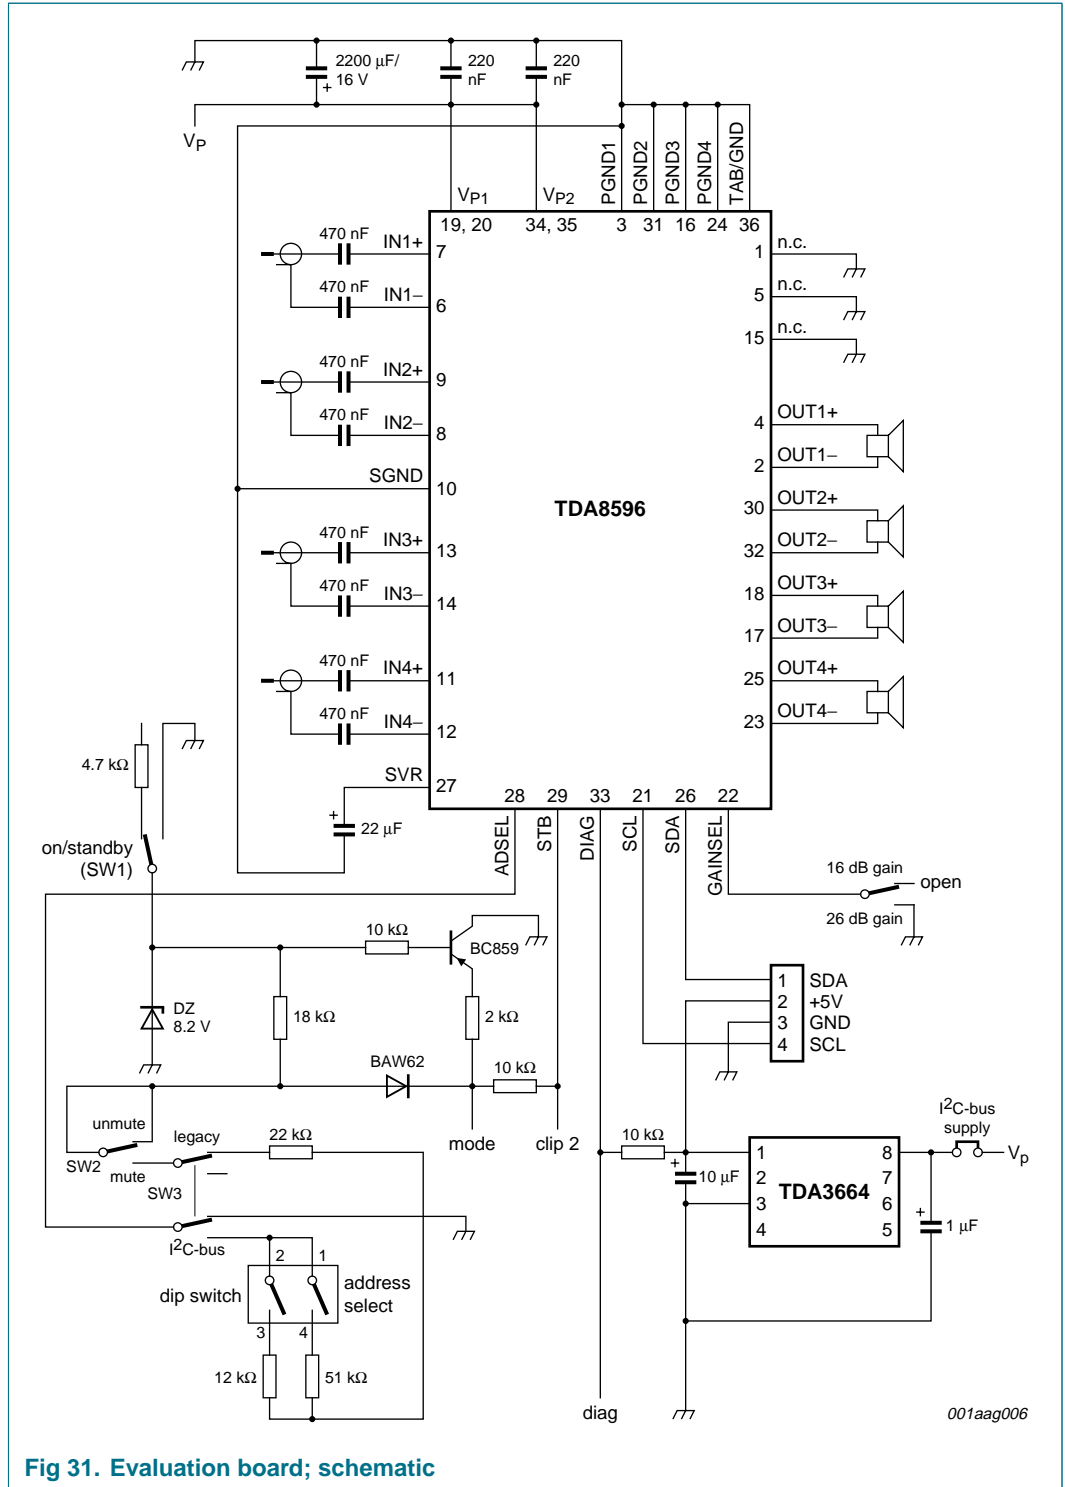 2200 μF/
16 V
220
nF
220
nF
+
VP
VP1
VP2
PGND1
PGND2
PGND3
PGND4
TAB/GND
19, 20
34, 35
3
31
16
24
36
470 nF
IN1+
7
470 nF
IN1−
6
470 nF
IN2+
9
470 nF
IN2−
8
SGND
10
470 nF
IN3+
13
470 nF
IN3−
14
470 nF
IN4+
11
470 nF
IN4−
12
SVR
27
TDA8596
1
n.c.
5
n.c.
15
n.c.
4
OUT1+
2
OUT1−
30
OUT2+
32
OUT2−
18
OUT3+
17
OUT3−
25
OUT4+
23
OUT4−
28
29
33
21
26
22
ADSEL
STB
DIAG
SCL
SDA
GAINSEL
4.7 kΩ
on/standby
(SW1)
+
22 μF
16 dB gain
open
26 dB gain
10 kΩ
BC859
DZ
8.2 V
18 kΩ
2 kΩ
BAW62
10 kΩ
mode
clip 2
1
SDA
2
+5V
3
GND
4
SCL
unmute
SW2
mute
legacy
SW3
22 kΩ
I2C-bus
dip switch
2
1
address
select
3
4
12 kΩ
51 kΩ
10 kΩ
+
10 μF
diag
1
2
3
4
TDA3664
8
7
6
5
I2C-bus
supply
Vp
+
1 μF
001aag006
Fig 31. Evaluation board; schematic